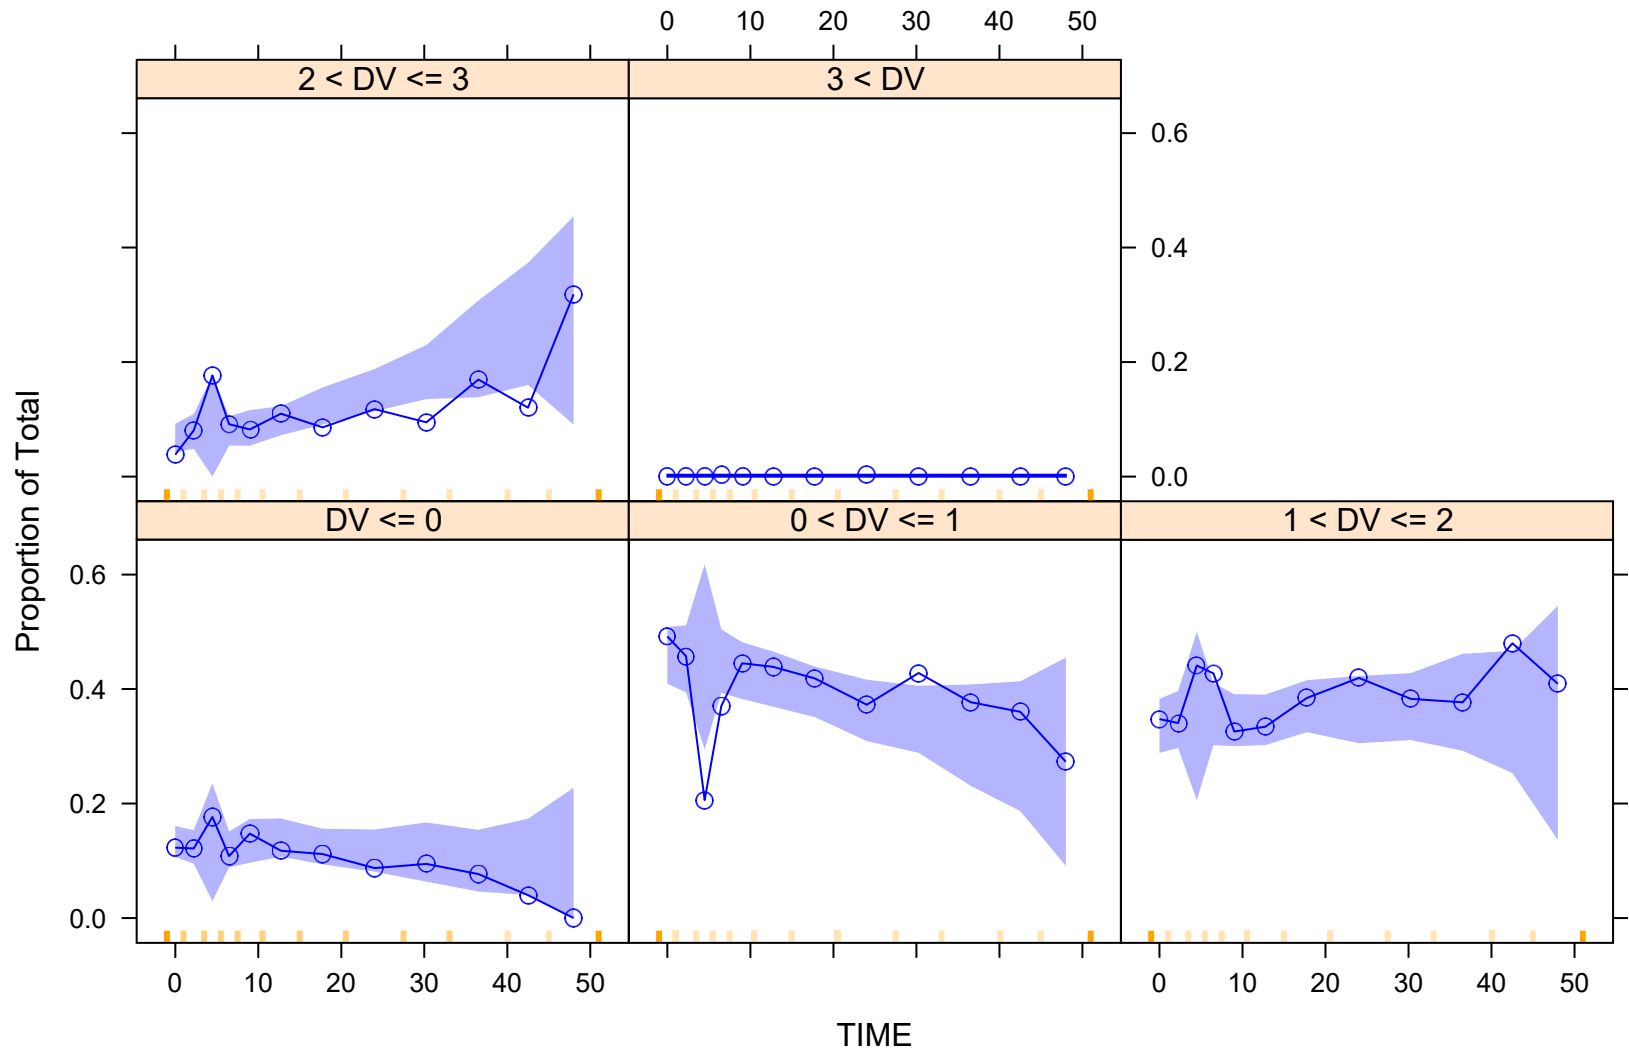 0 10 20 30 40 50
2 < DV <= 3 3 < DV
0.6
0.4
0.2
0.0
Proportion of Total
DV <= 0 0 < DV <= 1 1 < DV <= 2
0.6
0.4
0.2
0.0
0 10 20 30 40 50 0 10 20 30 40 50
TIME